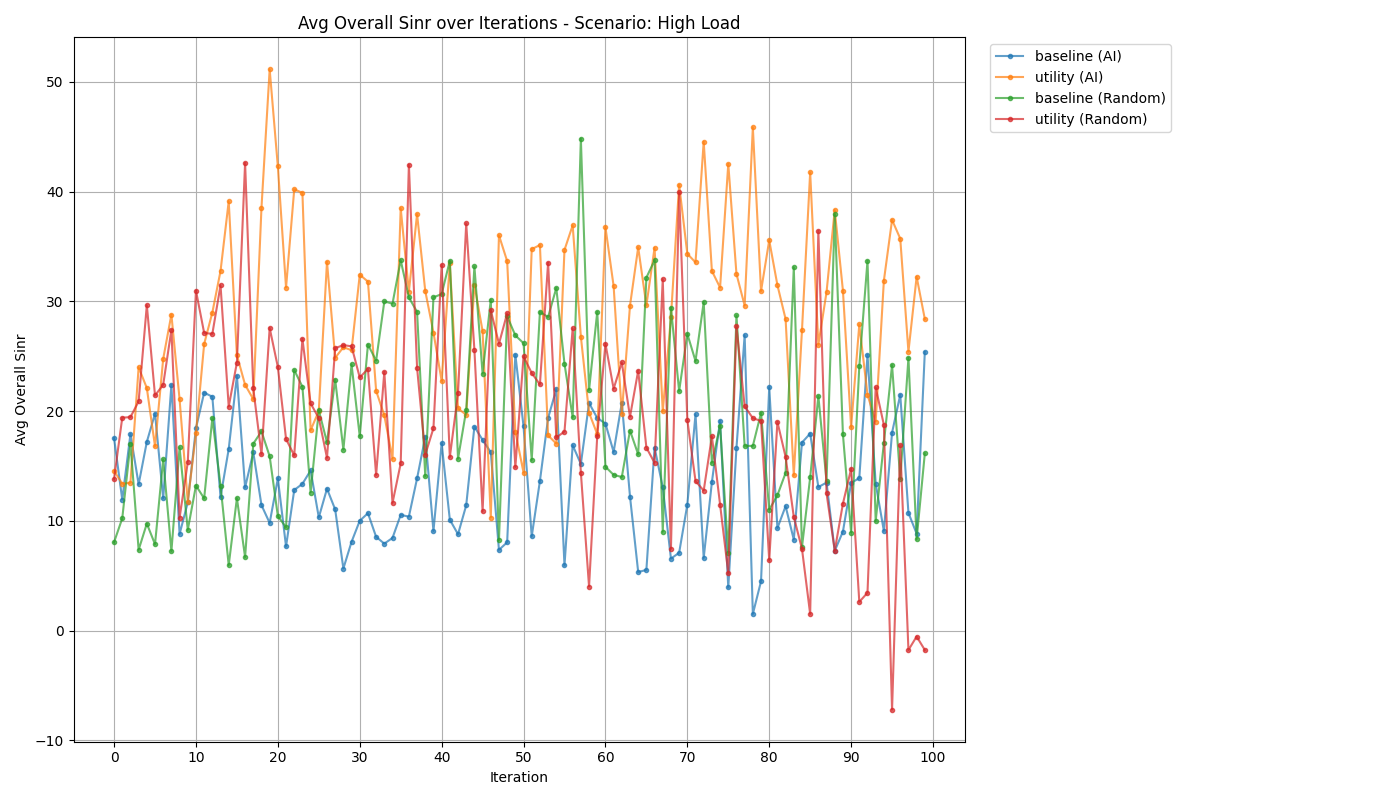 Avg Overall Sinr over Iterations - Scenario: High Load
baseline (AI)
utility (AI)
baseline (Random)
utility (Random)
Avg Overall Sinr
50
40
30
20
10
0
−10
0 10 20 30 40 50 60 70 80 90 100
Iteration